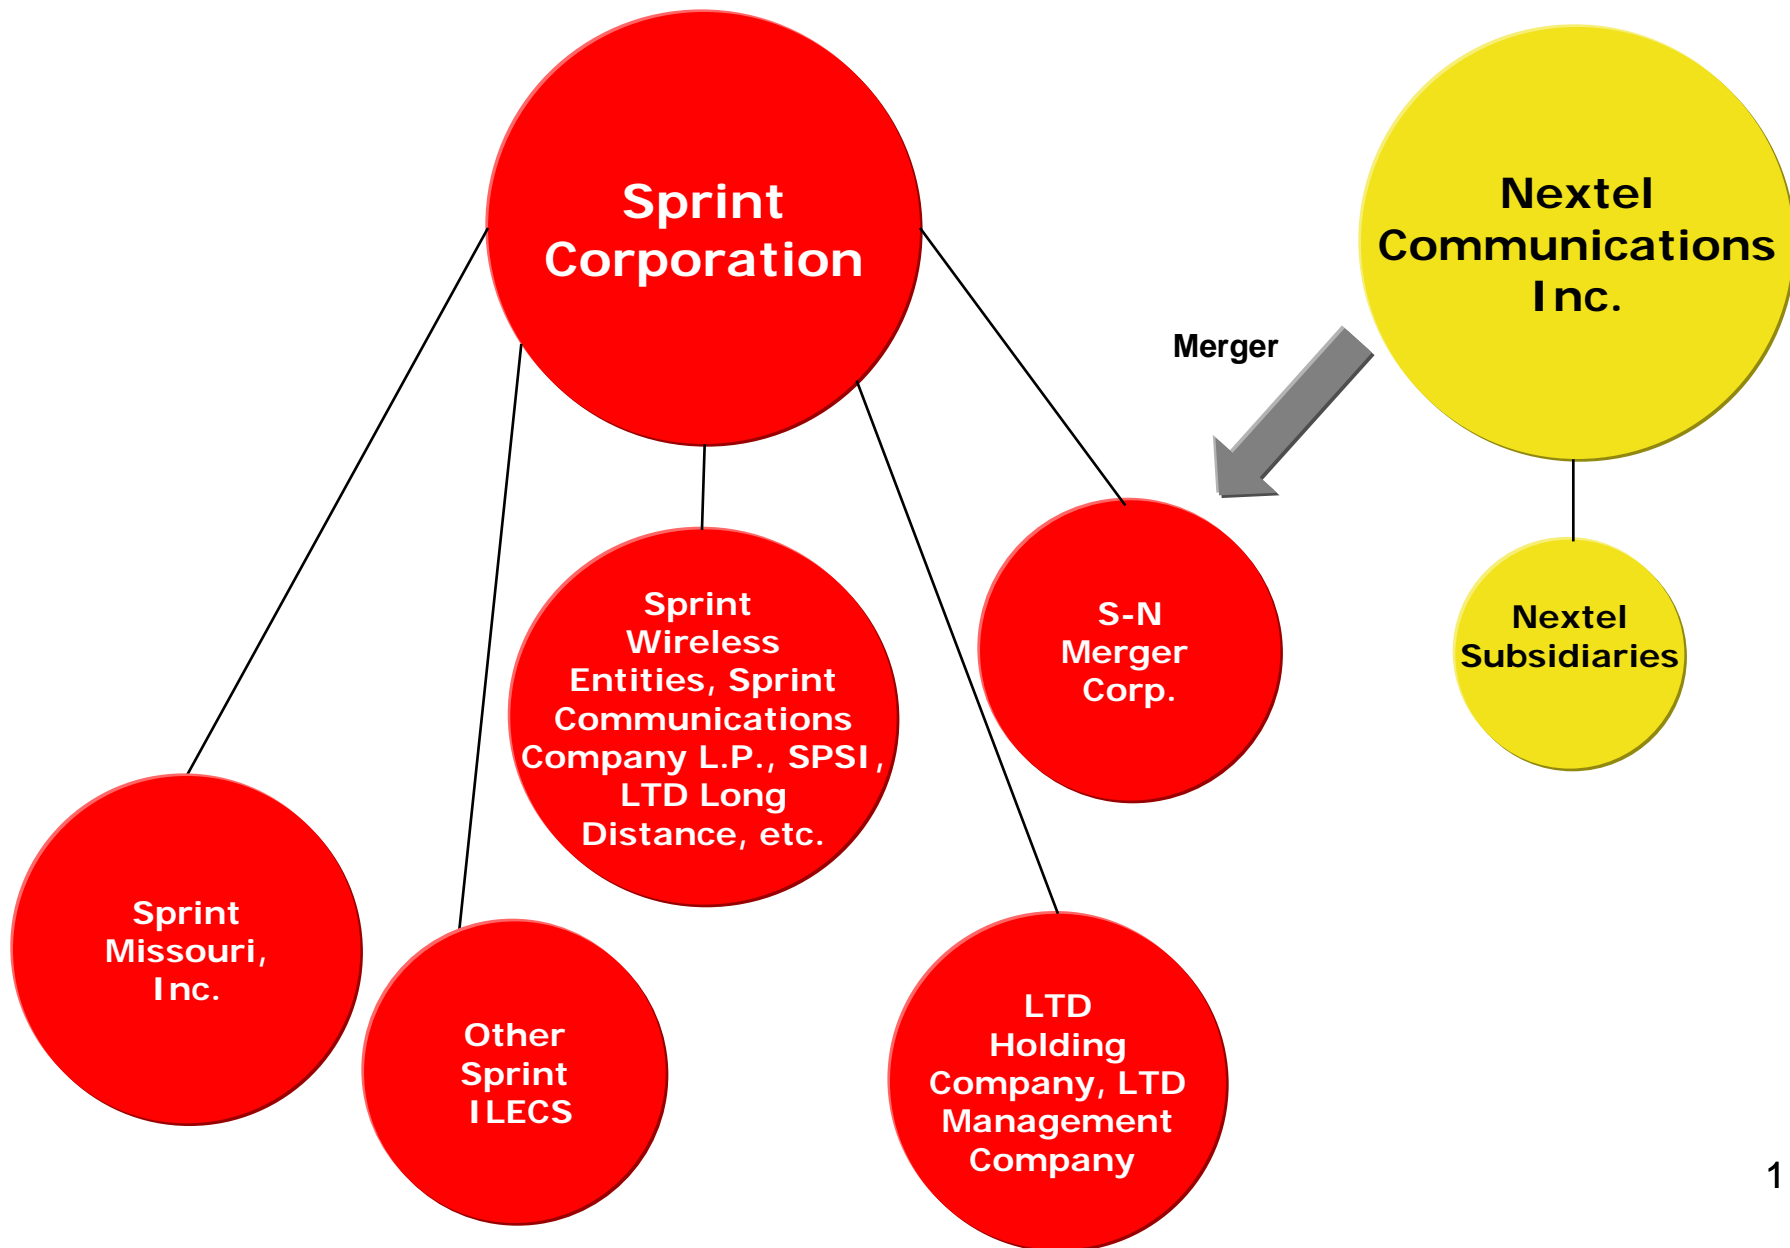 Sprint
Corporation
Nextel
Communications
Inc.
Merger
Sprint
Wireless
Entities, Sprint
Communications
Company L.P., SPSI,
LTD Long
Distance, etc.
S-N
Merger
Corp.
Nextel
Subsidiaries
Sprint
Missouri,
Inc.
Other
Sprint
ILECS
LTD
Holding
Company, LTD
Management
Company
1